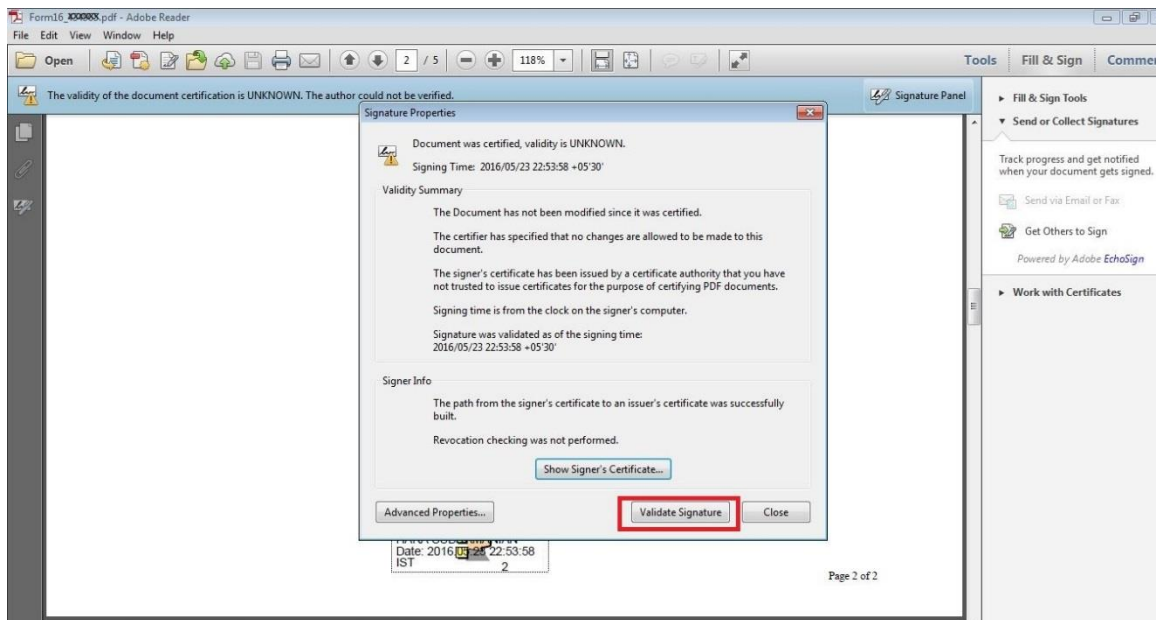 Form16_XXXXXX.pdf - Adobe Reader
File Edit View Window Help
Open 2 / 5 118% Tools Fill & Sign Comme
The validity of the document certification is UNKNOWN. The author could not be verified. Signature Panel
Signature Properties
Document was certified, validity is UNKNOWN.
Signing Time: 2016/05/23 22:53:58 +05'30'
Validity Summary
The Document has not been modified since it was certified.
The certifier has specified that no changes are allowed to be made to this
document.
The signer's certificate has been issued by a certificate authority that you have
not trusted to issue certificates for the purpose of certifying PDF documents.
Signing time is from the clock on the signer's computer.
Signature was validated as of the signing time:
2016/05/23 22:53:58 +05'30'
Signer Info
The path from the signer's certificate to an issuer's certificate was successfully
built.
Revocation checking was not performed.
Show Signer's Certificate...
Advanced Properties...
Validate Signature
Close
Date: 2016.05.23 22:53:58
IST
2
Page 2 of 2
Fill & Sign Tools
Send or Collect Signatures
Track progress and get notified
when your document gets signed.
Send via Email or Fax
Get Others to Sign
Powered by Adobe EchoSign
Work with Certificates